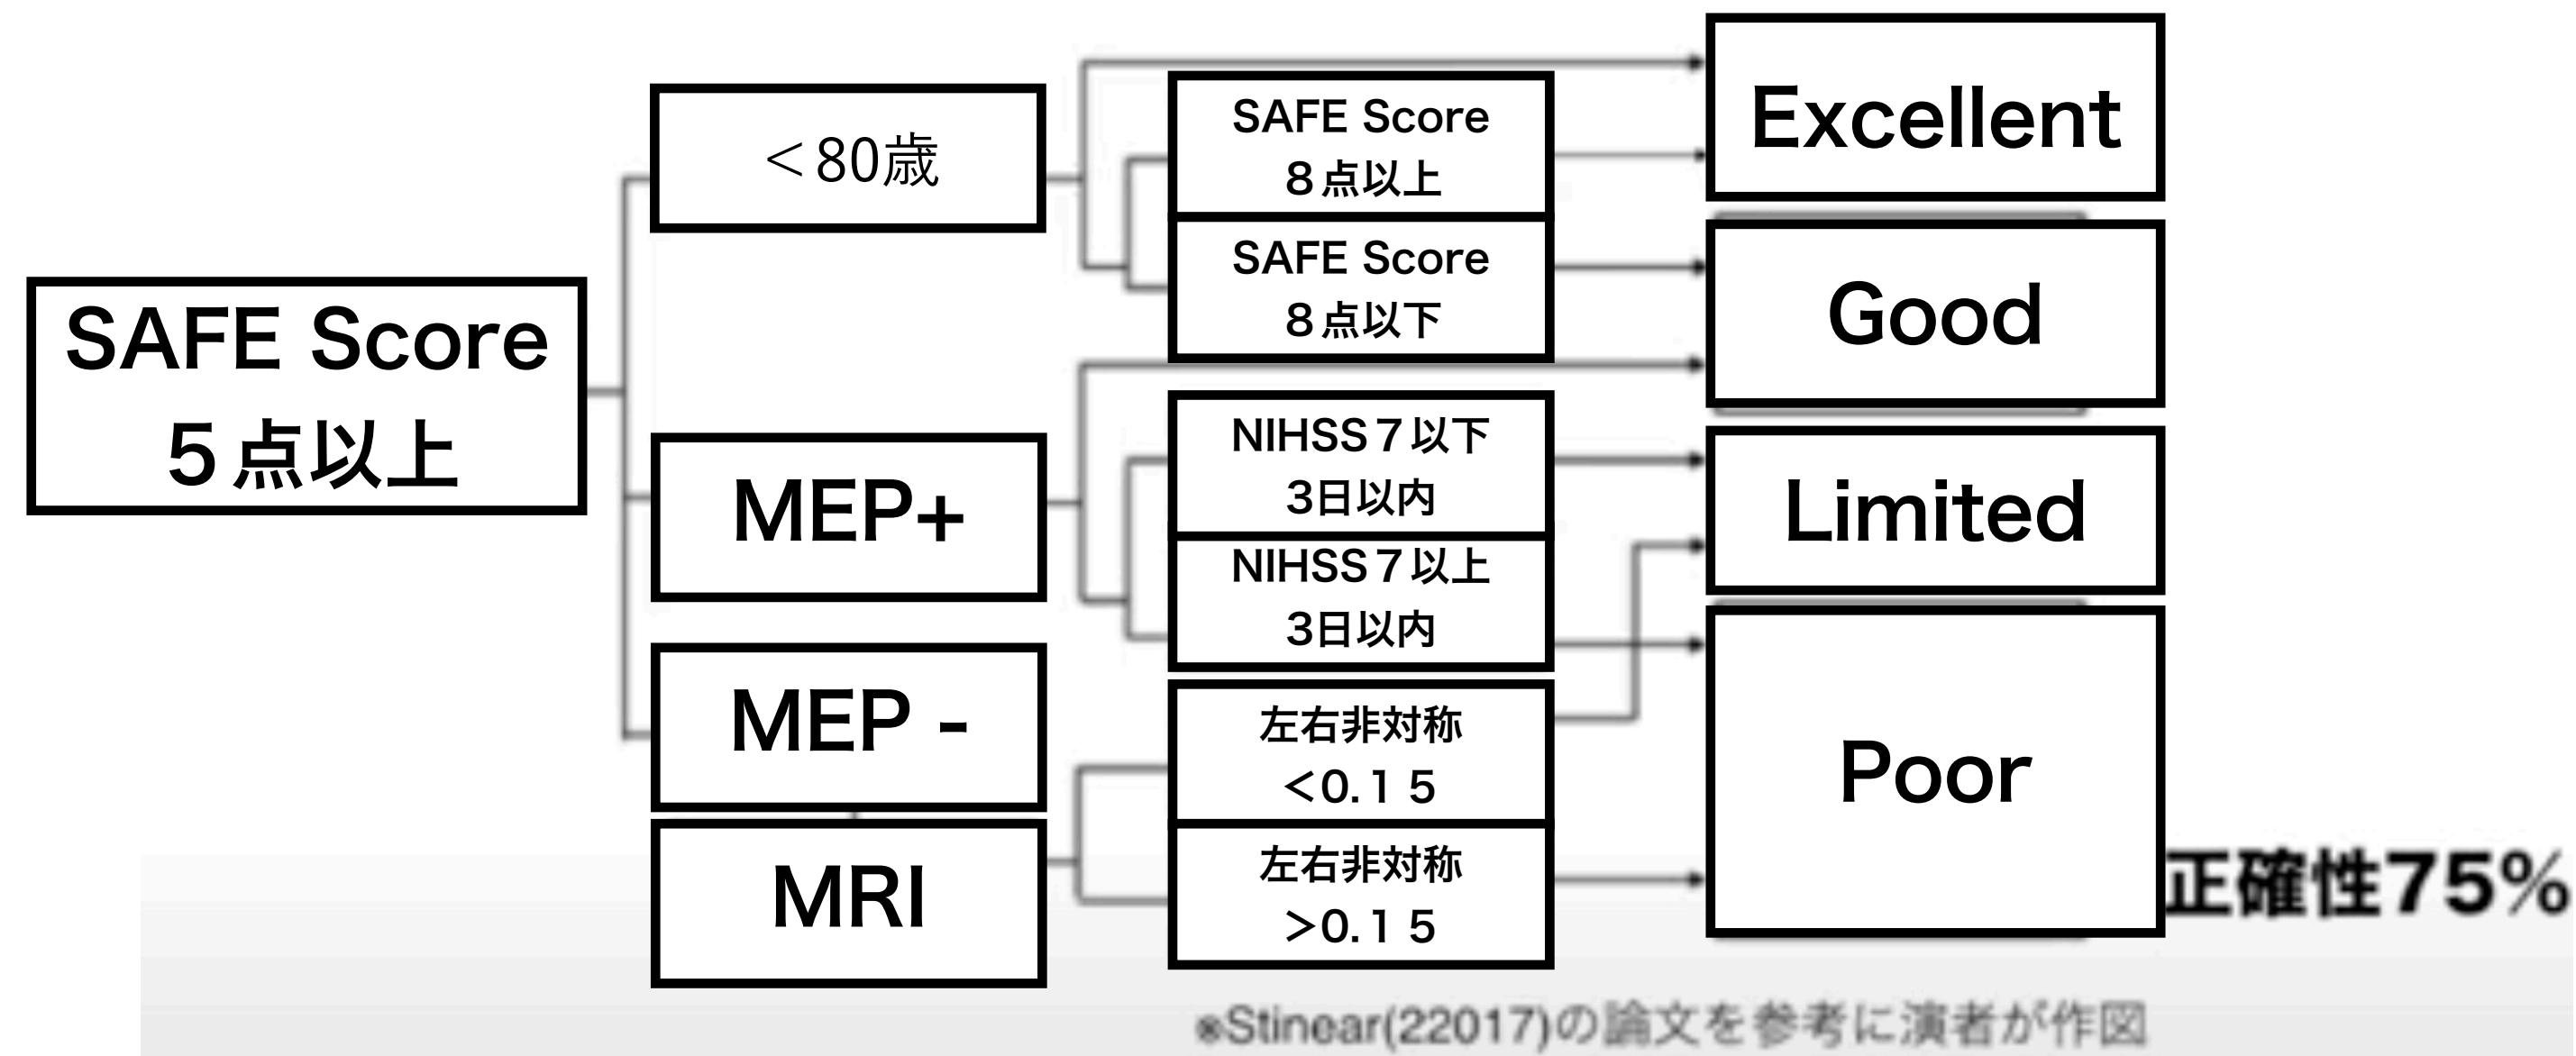 SAFE Score
５点以上
＜80歳
MEP+
MEP -
MRI
SAFE Score
８点以上
SAFE Score
８点以下
NIHSS７以下
3日以内
NIHSS７以上
3日以内
左右非対称
＜0.１５
左右非対称
＞0.１５
Excellent
Good
Limited
Poor
正確性75%
※Stinear(22017)の論文を参考に演者が作図